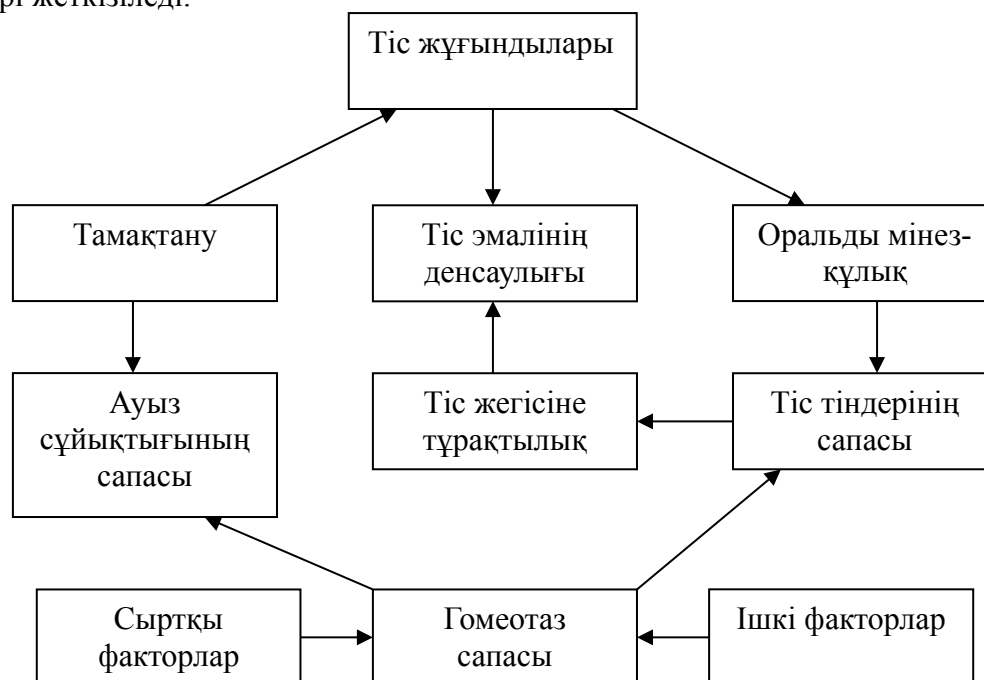 жеткізіледі.
Тіс жұғындылары
Тамақтану
Тіс эмалінің
денсаулығы
Оральды мінез-
құлық
Ауыз
сұйықтығының
сапасы
Тіс жегісіне
тұрақтылық
Тіс тіндерінің
сапасы
Сыртқы
факторлар
Гомеотаз
сапасы
Ішкі факторлар